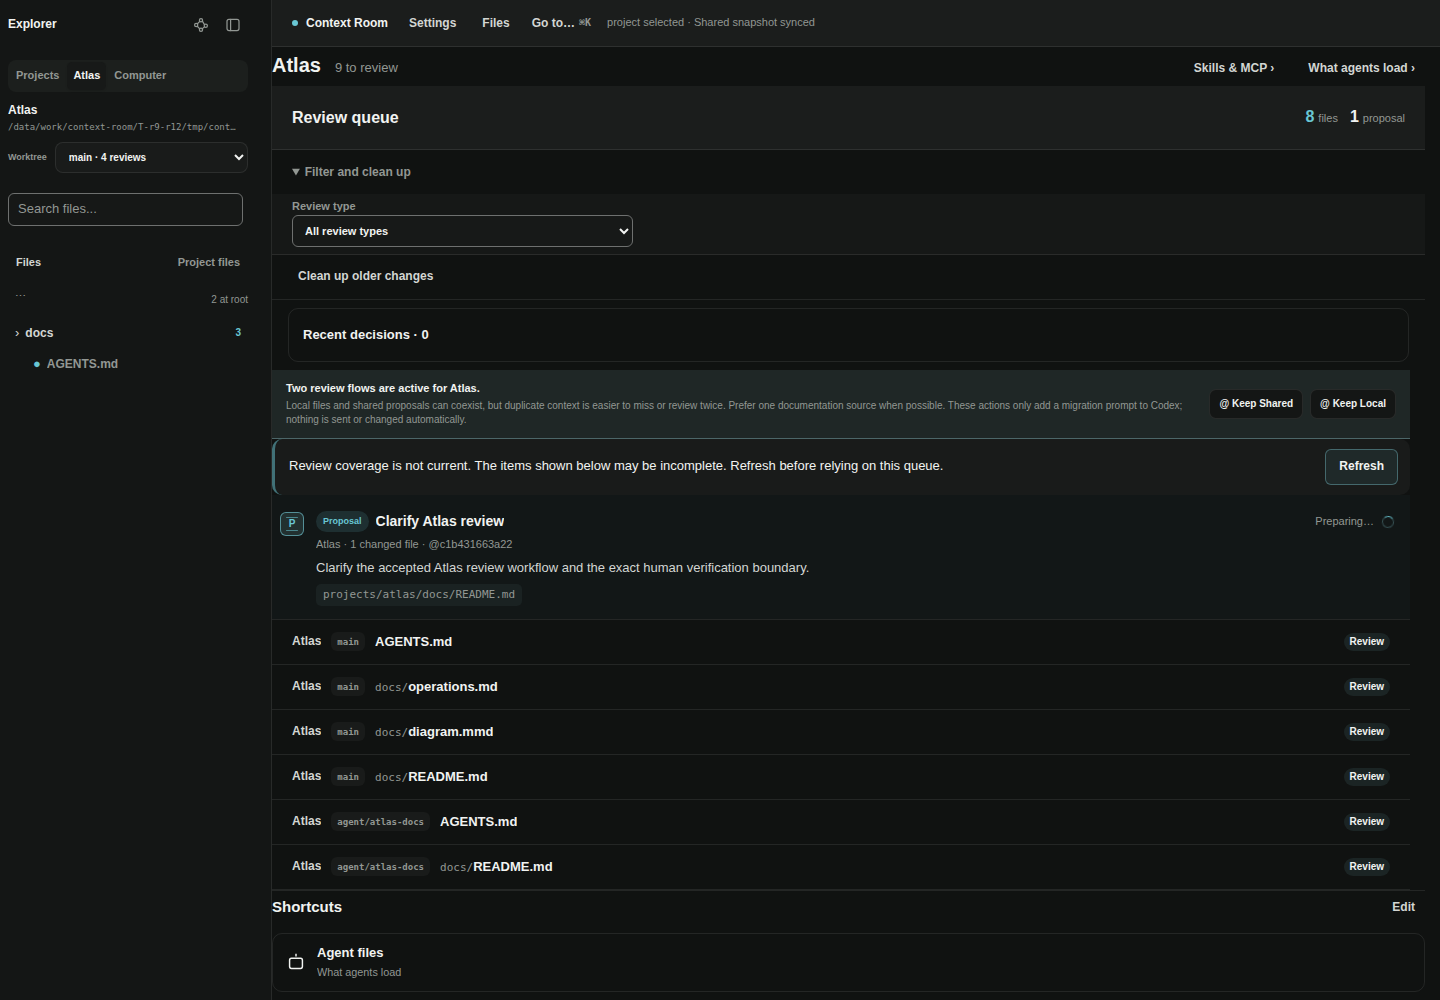 Explorer
Projects Atlas Computer
Atlas
/data/work/context-room/T-r9-r12/tmp/cont…
Worktree main · 4 reviews
Search files...
Files Project files
... 2 at root
› docs 3
AGENTS.md
Context Room Settings Files Go to… ⌘K project selected · Shared snapshot synced
Atlas 9 to review Skills & MCP › What agents load ›
Review queue 8 files 1 proposal
▼ Filter and clean up
Review type
All review types
Clean up older changes
Recent decisions · 0
Two review flows are active for Atlas.
Local files and shared proposals can coexist, but duplicate context is easier to miss or review twice. Prefer one documentation source when possible. These actions only add a migration prompt to Codex;
nothing is sent or changed automatically.
@ Keep Shared @ Keep Local
Review coverage is not current. The items shown below may be incomplete. Refresh before relying on this queue. Refresh
P Proposal Clarify Atlas review Preparing…
Atlas · 1 changed file · @c1b431663a22
Clarify the accepted Atlas review workflow and the exact human verification boundary.
projects/atlas/docs/README.md
Atlas main AGENTS.md Review
Atlas main docs/operations.md Review
Atlas main docs/diagram.mmd Review
Atlas main docs/README.md Review
Atlas agent/atlas-docs AGENTS.md Review
Atlas agent/atlas-docs docs/README.md Review
Shortcuts Edit
Agent files
What agents load